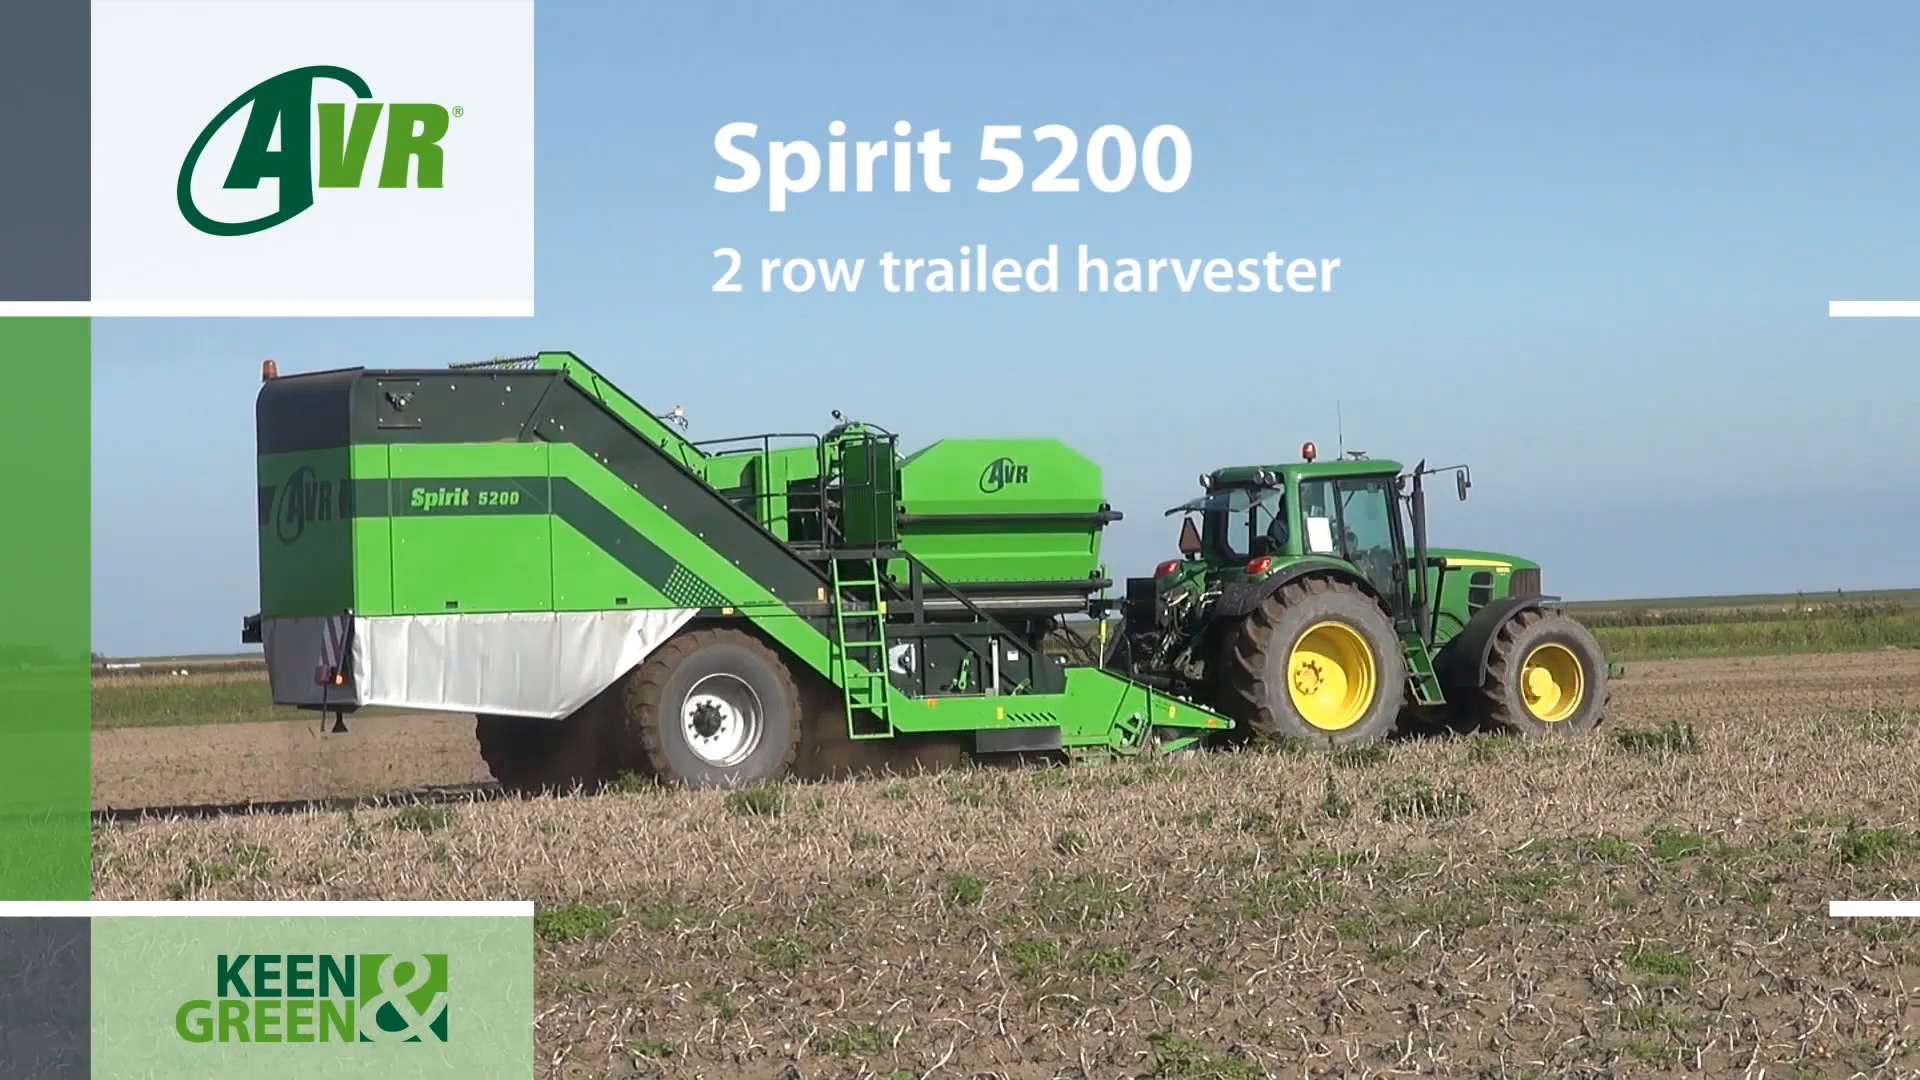 AVR®
Spirit 5200
2 row trailed harvester
AVR
AVR
Spirit 5200
KEEN &
GREEN